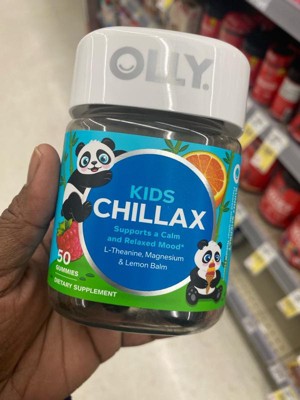 OLLY.
KIDS
CHILLAX
Supports a Calm
and Relaxed Mood*
L-Theanine, Magnesium
& Lemon Balm
50
GUMMIES
DIETARY SUPPLEMENT